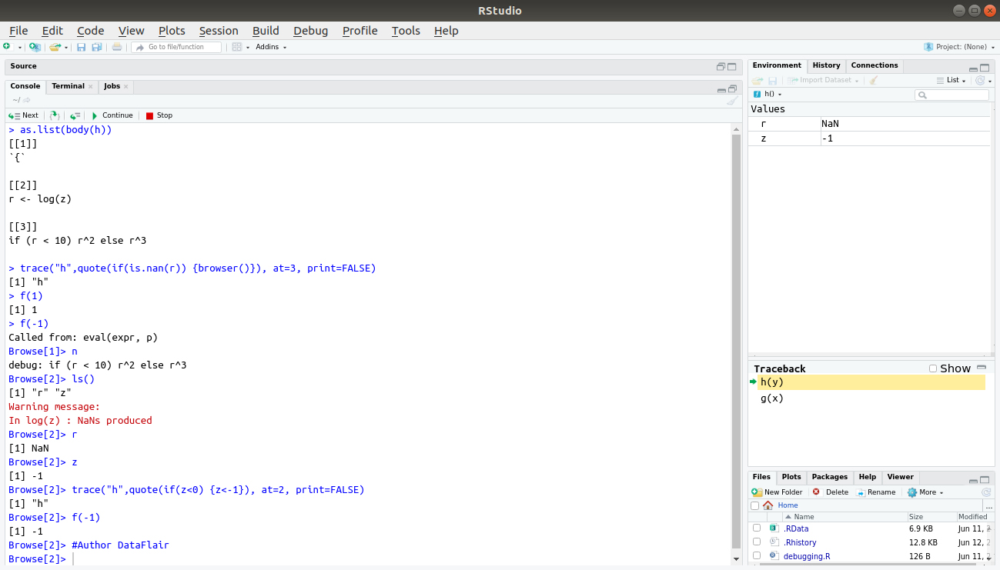 RStudio
File Edit Code View Plots Session Build Debug Profile Tools Help
Go to file/function Addins Project: (None)
Source
Console Terminal × Jobs ×
~/
Next Continue Stop
> as.list(body(h))
[[1]]
`{`
[[2]]
r <- log(z)
[[3]]
if (r < 10) r^2 else r^3
> trace("h",quote(if(is.nan(r)) {browser()}), at=3, print=FALSE)
[1] "h"
> f(1)
[1] 1
> f(-1)
Called from: eval(expr, p)
Browse[1]> n
debug: if (r < 10) r^2 else r^3
Browse[2]> ls()
[1] "r" "z"
Warning message:
In log(z) : NaNs produced
Browse[2]> r
[1] NaN
Browse[2]> z
[1] -1
Browse[2]> trace("h",quote(if(z<0) {z<-1}), at=2, print=FALSE)
[1] "h"
Browse[2]> f(-1)
[1] -1
Browse[2]> #Author DataFlair
Browse[2]>
Environment History Connections
Import Dataset List
h()
Values
r NaN
z -1
Traceback Show
h(y)
g(x)
Files Plots Packages Help Viewer
New Folder Delete Rename More
Home ...
Name Size Modified
.RData 6.9 KB Jun 11, 2
.Rhistory 12.8 KB Jun 12, 2
debugging.R 126 B Jun 11, 2